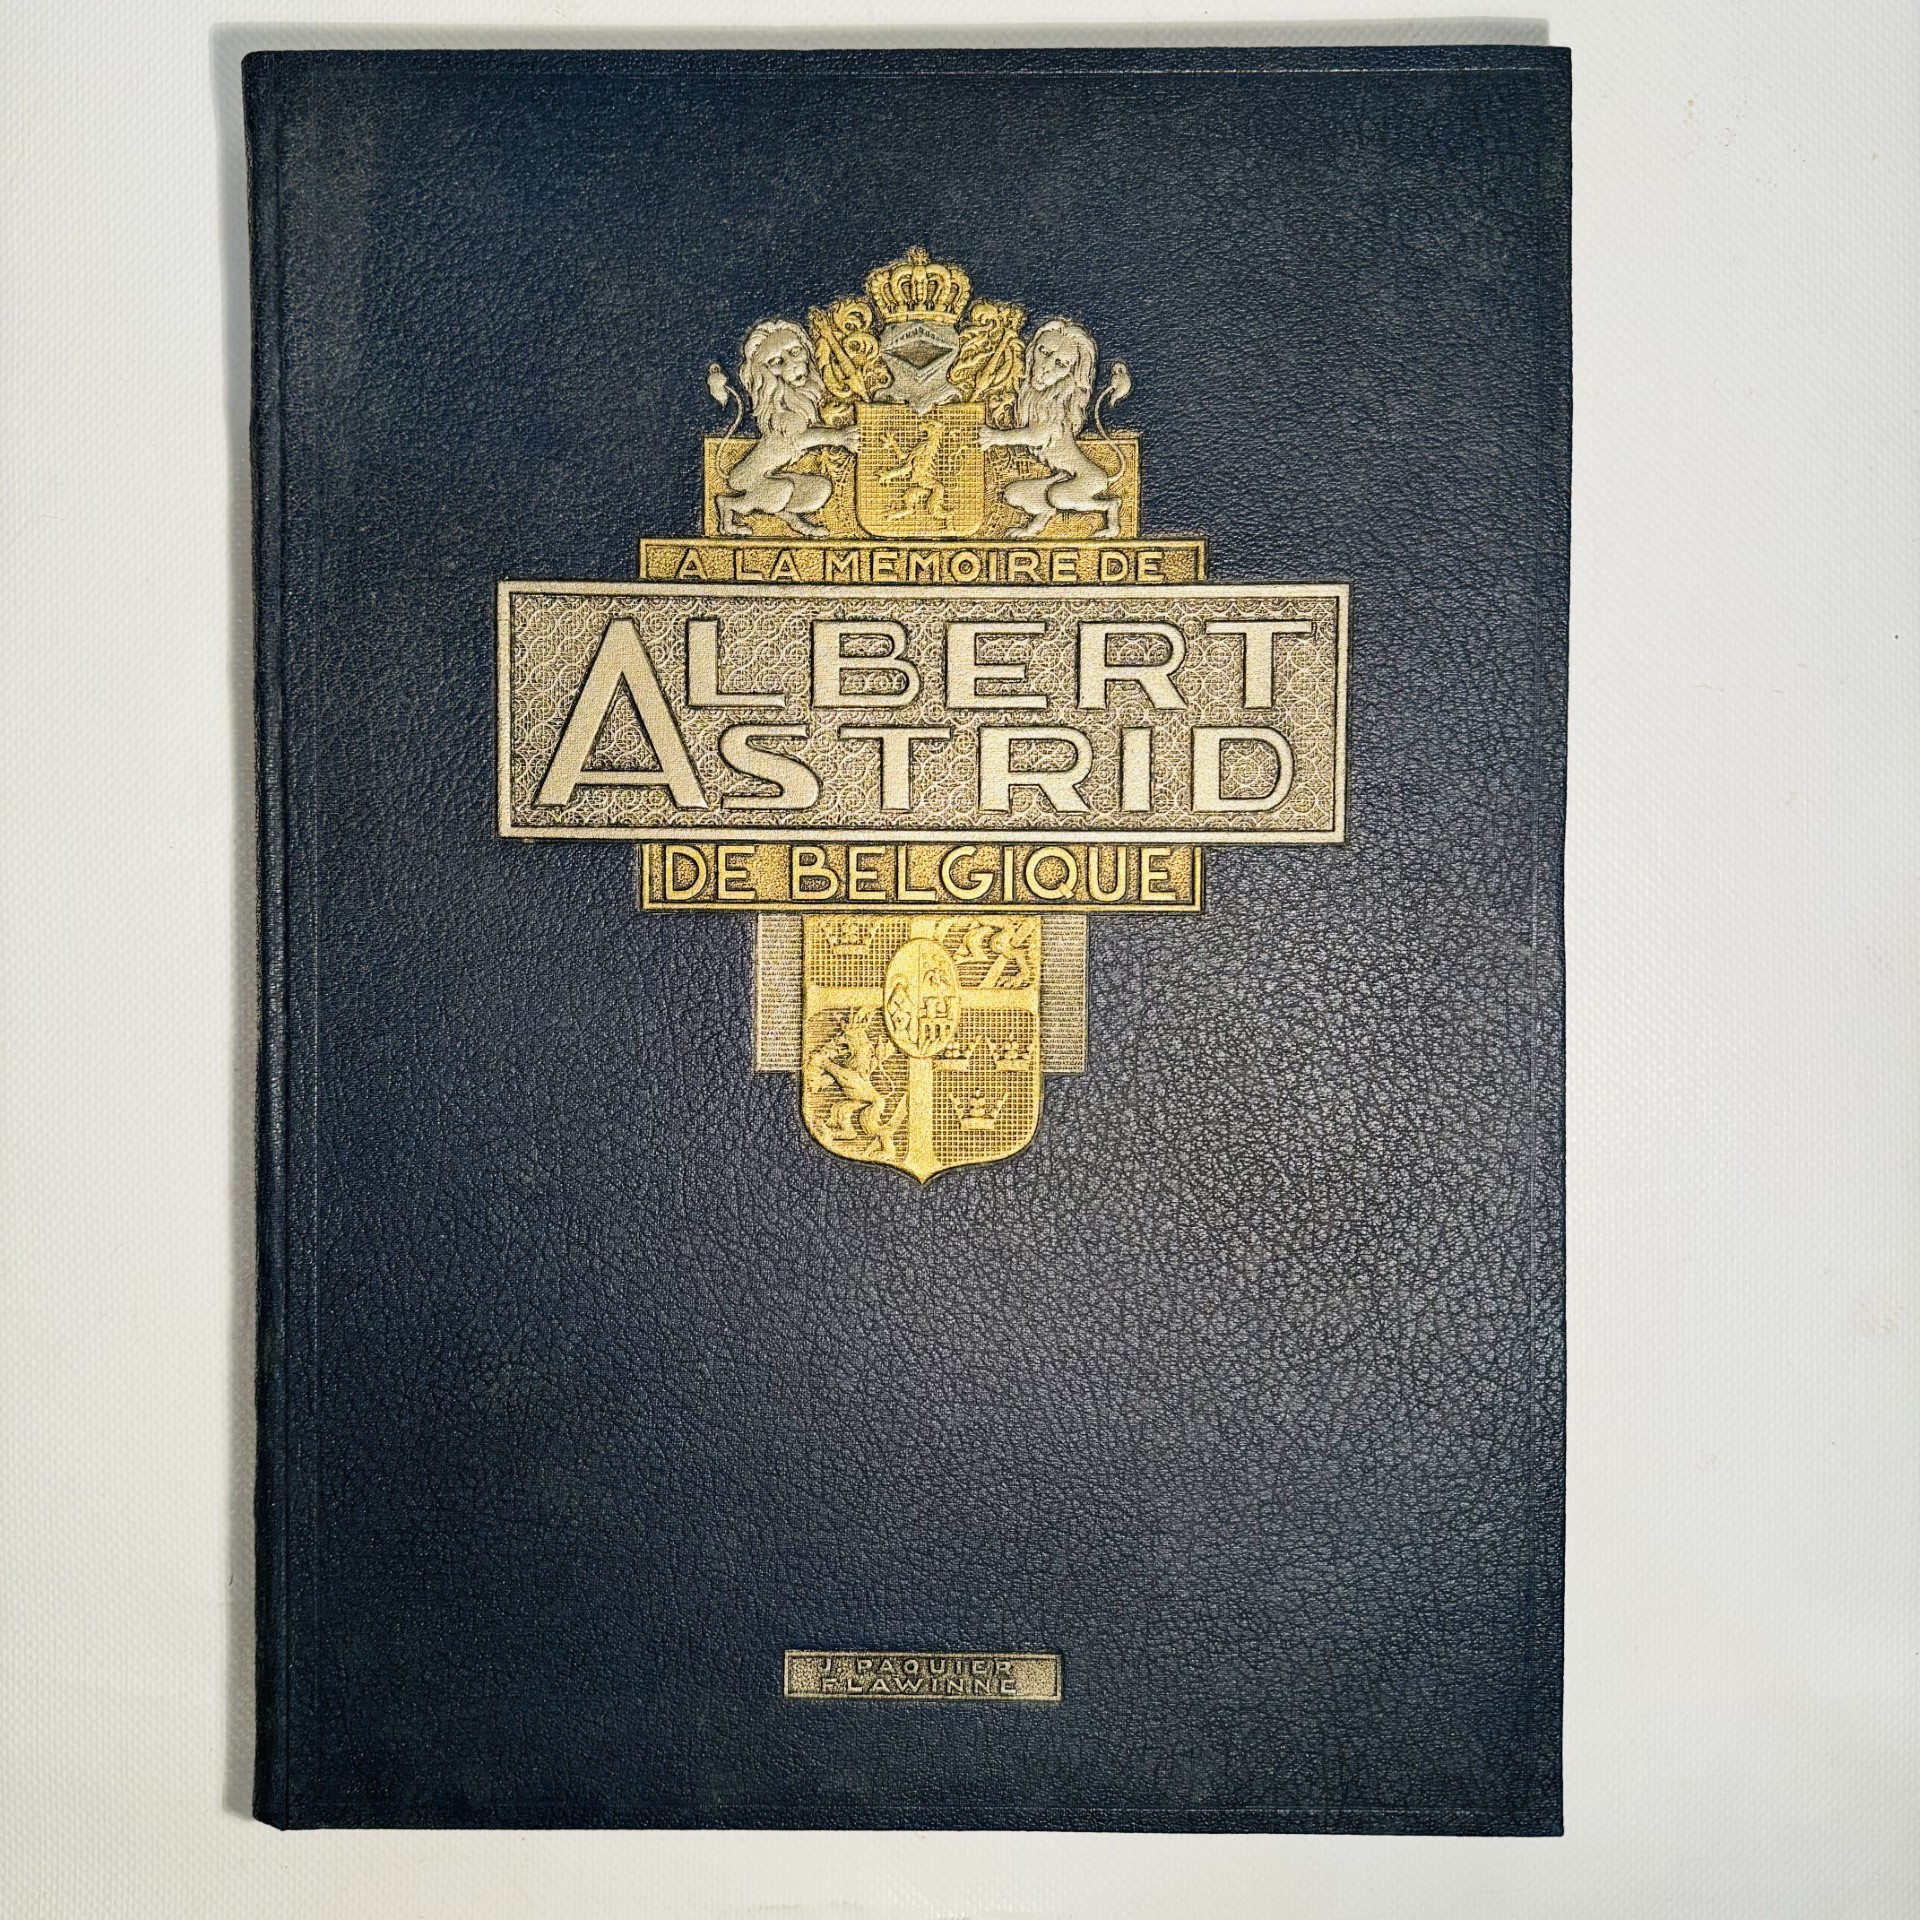 A LA MEMOIRE DE
ALBERT
ASTRID
DE BELGIQUE
J. PAQUIER
FLAWINNE